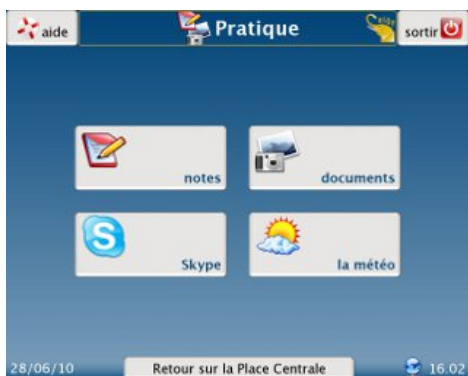 aide
Pratique
sortir
notes
documents
Skype
la météo
28/06/10
Retour sur la Place Centrale
16.02